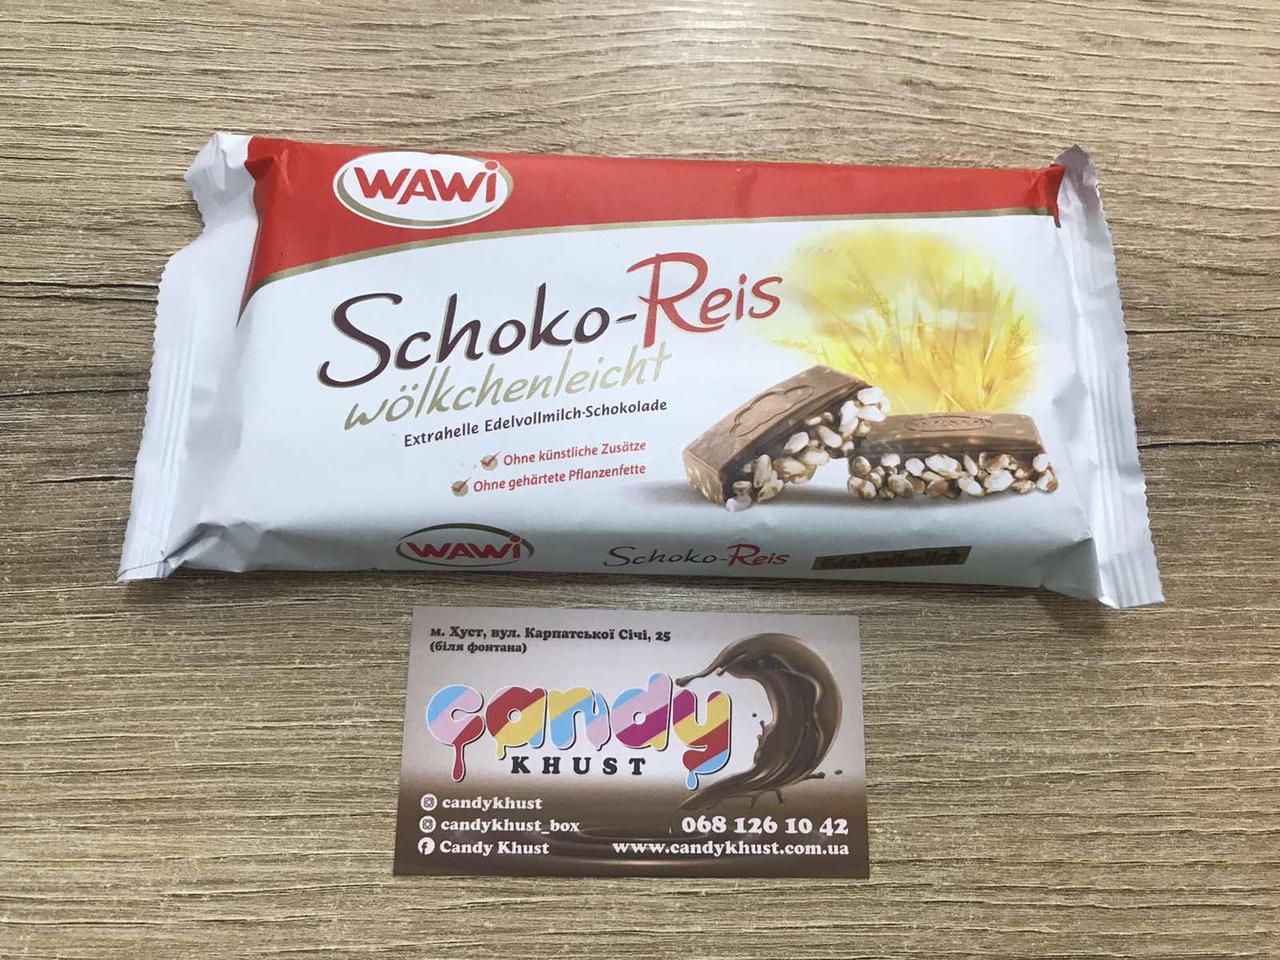 WAWi
Schoko-Reis
wölkchenleicht
Extrahelle Edelvollmilch-Schokolade
Ohne künstliche Zusätze
Ohne gehärtete Pflanzenfette
WAWi
Schoko-Reis
Edelvollmilch
м. Хуст, вул. Карпатської Січі, 25
(біля фонтана)
candy
KHUST
candykhust
candykhust_box
068 126 10 42
Candy Khust
www.candykhust.com.ua